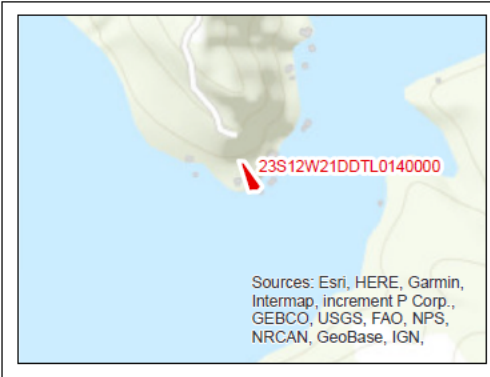 23S12W21DDTL0140000
Sources: Esri, HERE, Garmin,
Intermap, increment P Corp.,
GEBCO, USGS, FAO, NPS,
NRCAN, GeoBase, IGN,